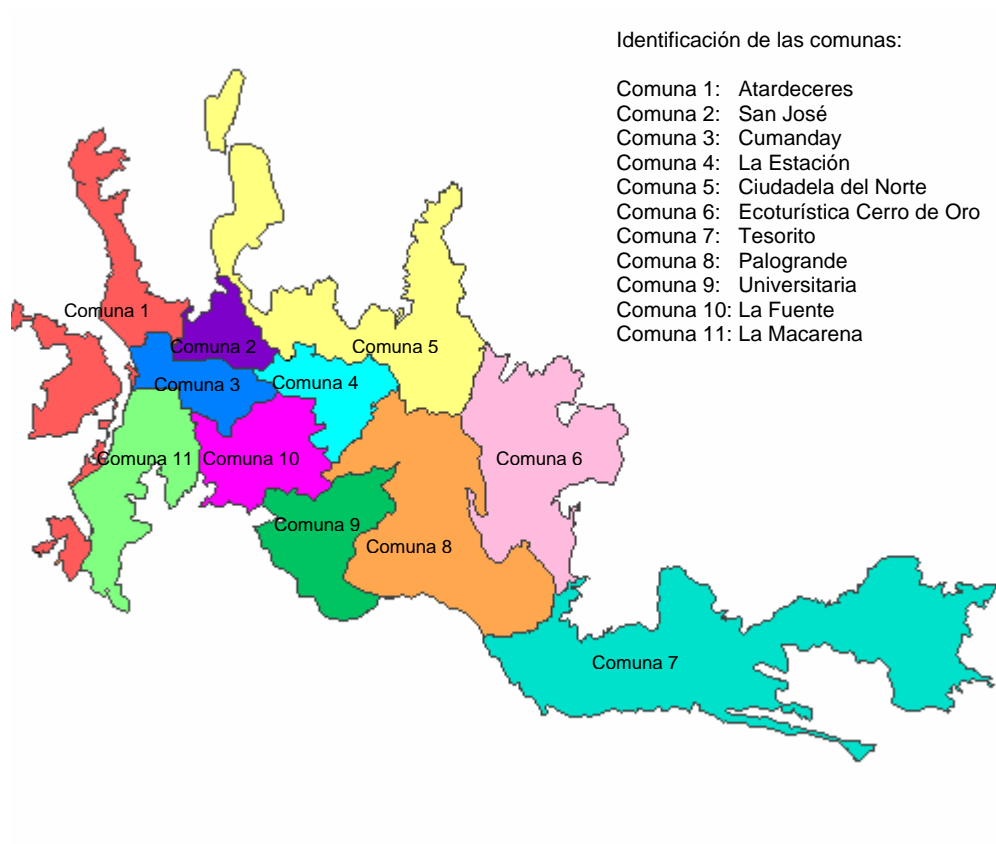 Identificación de las comunas:
Comuna 1: Atardeceres
Comuna 2: San José
Comuna 3: Cumanday
Comuna 4: La Estación
Comuna 5: Ciudadela del Norte
Comuna 6: Ecoturística Cerro de Oro
Comuna 7: Tesorito
Comuna 8: Palogrande
Comuna 9: Universitaria
Comuna 10: La Fuente
Comuna 11: La Macarena
Comuna 1
Comuna 2
Comuna 5
Comuna 3
Comuna 4
Comuna 11
Comuna 10
Comuna 6
Comuna 9
Comuna 8
Comuna 7